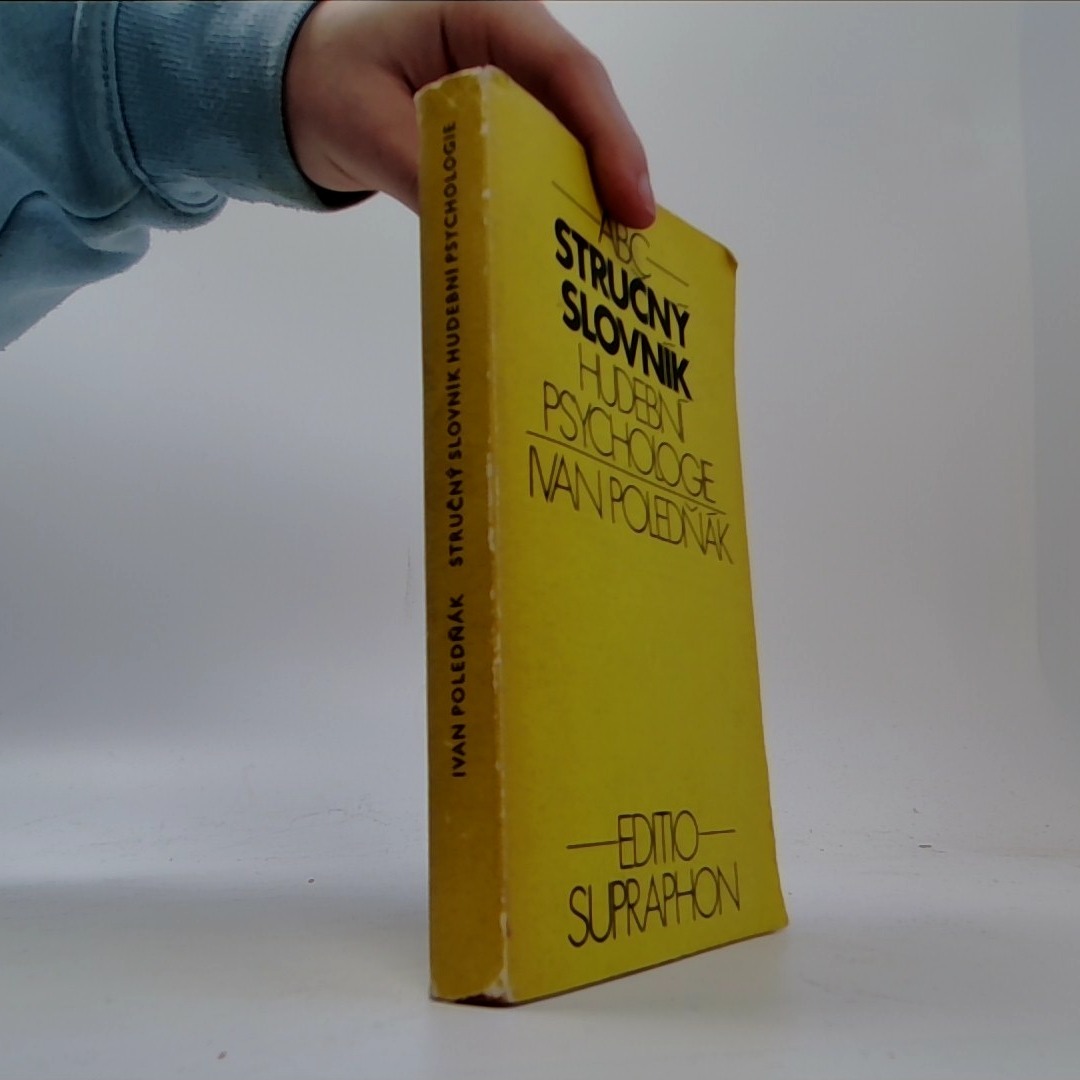 IVAN POLEDŇÁK STRUČNÝ SLOVNÍK HUDEBNÍ PSYCHOLOGIE
ABC
STRUČNÝ
SLOVNÍK
HUDEBNÍ
PSYCHOLOGIE
IVAN POLEDŇÁK
EDITIO
SUPRAPHON